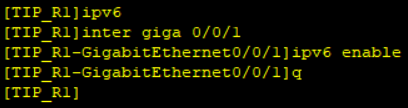 [TIP_R1]ipv6
[TIP_R1]inter giga 0/0/1
[TIP_R1-GigabitEthernet0/0/1]ipv6 enable
[TIP_R1-GigabitEthernet0/0/1]q
[TIP_R1]